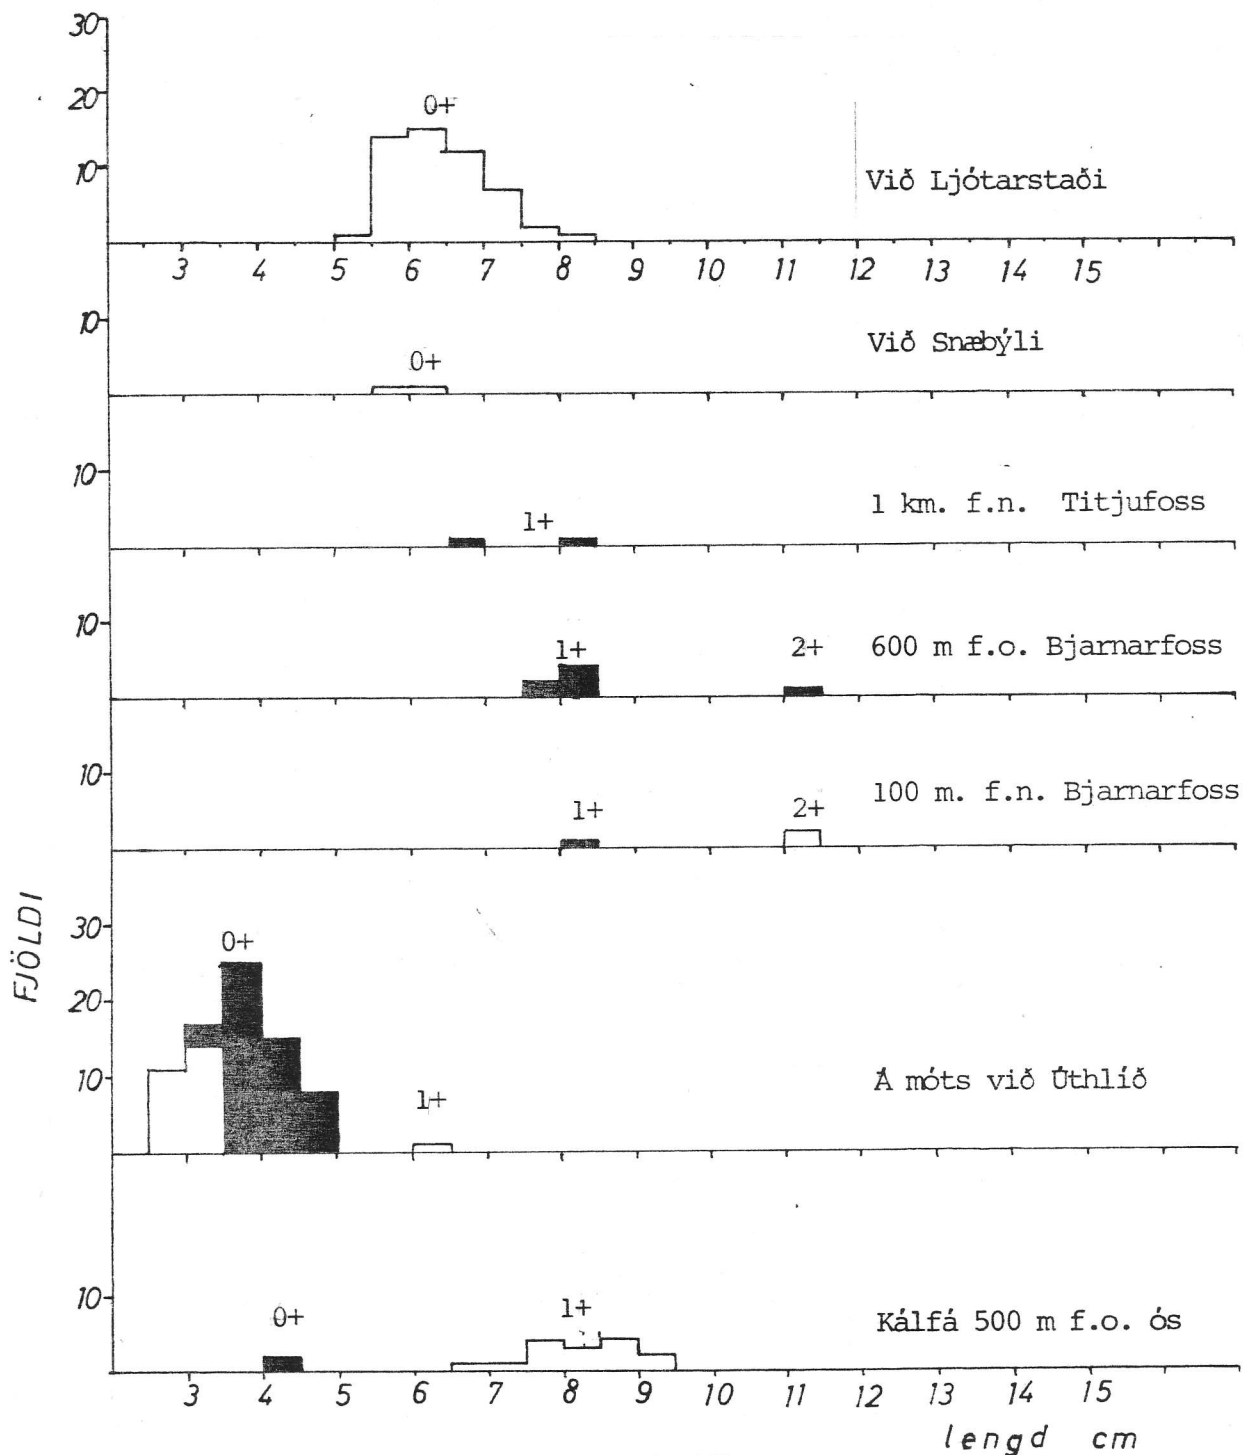 30
20
0+
10
Við Ljótarstaði
3 4 5 6 7 8 9 10 11 12 13 14 15
10
Við Snæbýli
0+
10
1 km. f.n. Titjufoss
1+
10
1+ 2+ 600 m f.o. Bjarnarfoss
10
100 m. f.n. Bjarnarfoss
1+ 2+
FJÖLDI
30
0+
20
10
Á móts við Úthlíð
1+
10
0+ 1+
Kálfá 500 m f.o. ós
3 4 5 6 7 8 9 10 11 12 13 14 15
lengd cm